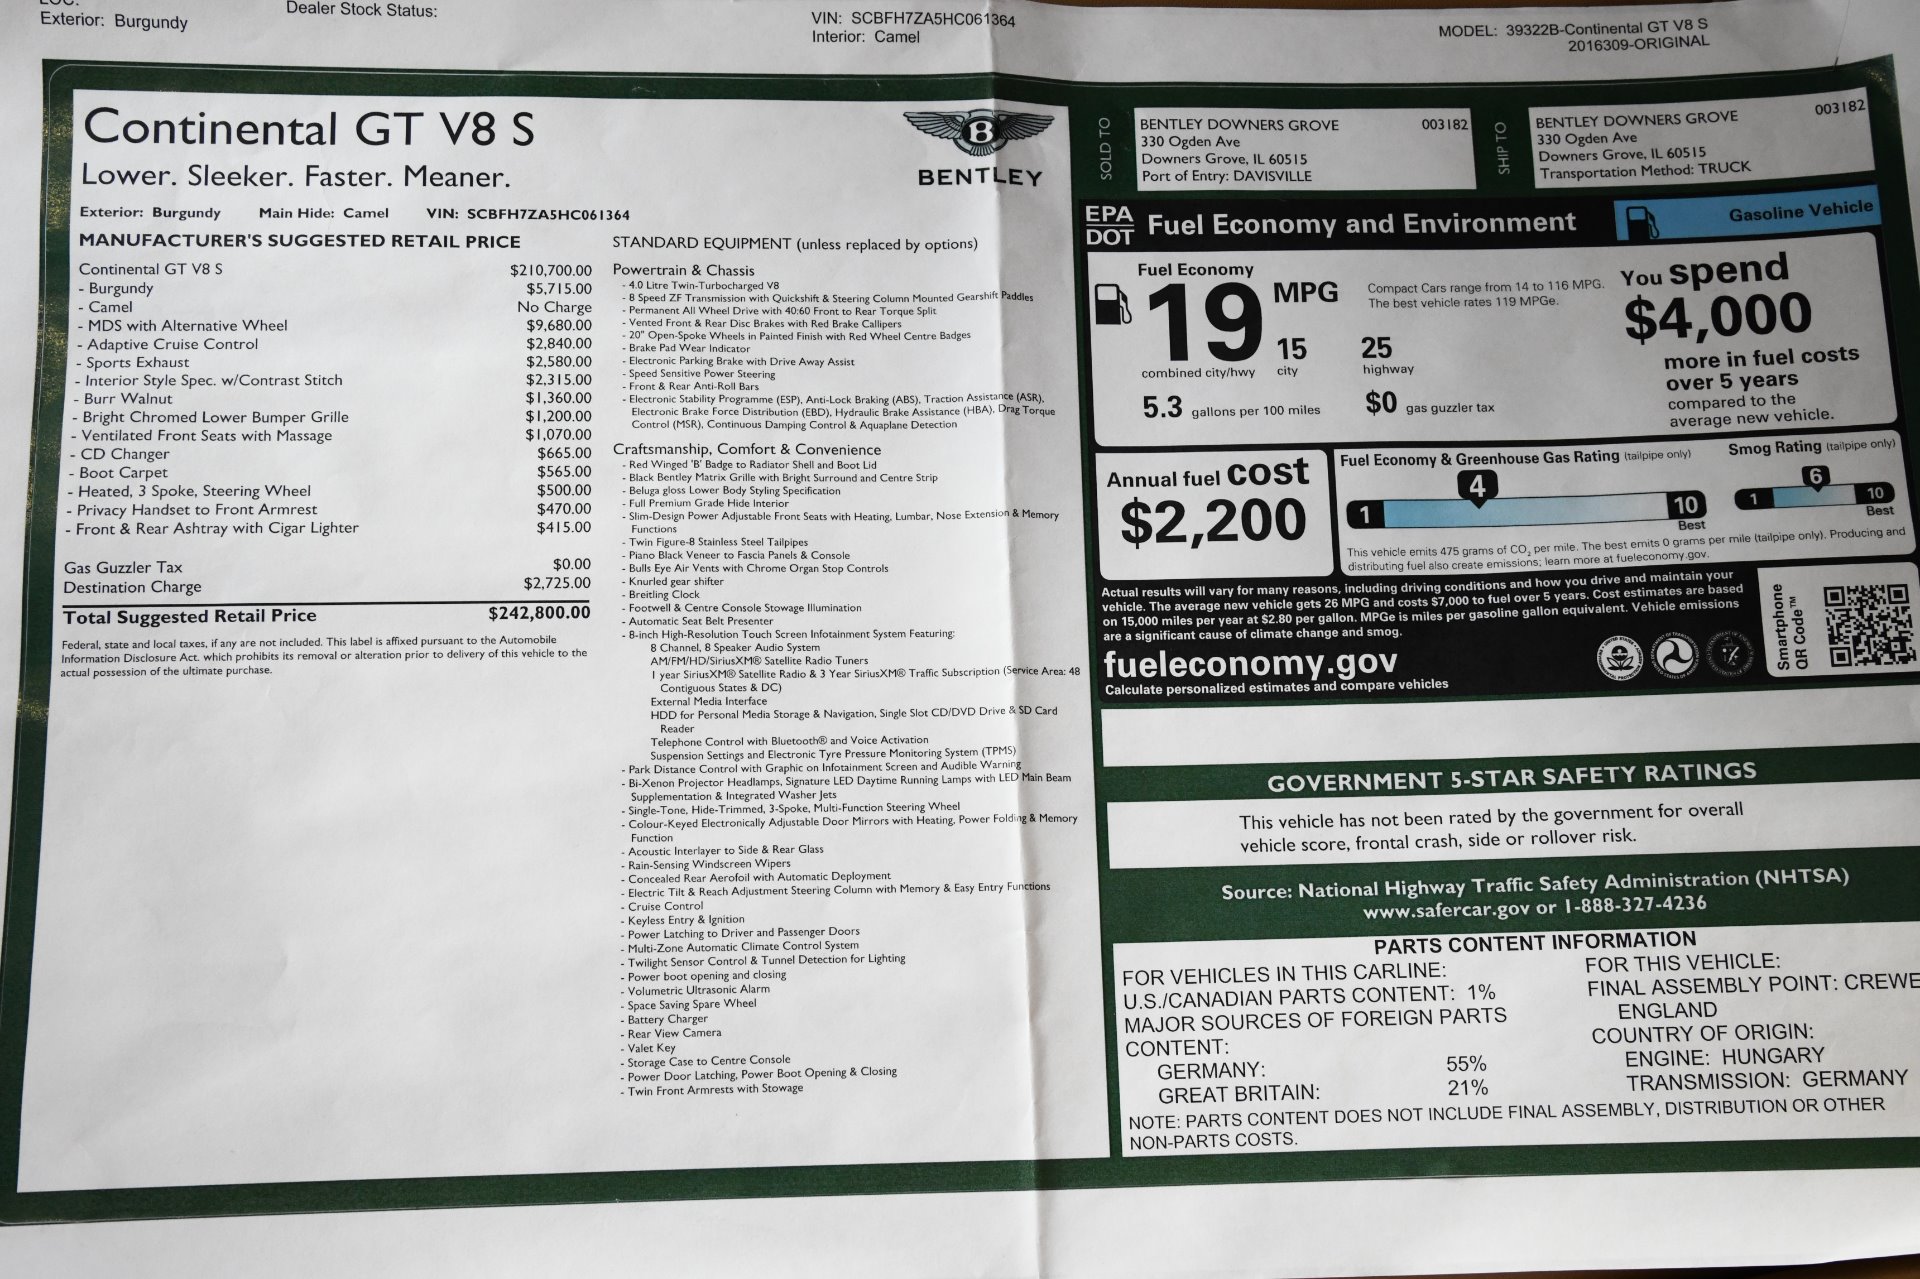 LOC:
Exterior: Burgundy
Dealer Stock Status:
VIN: SCBFH7ZA5HC061364
Interior: Camel
MODEL: 39322B-Continental GT V8 S
2016309-ORIGINAL
Continental GT V8 S
Lower. Sleeker. Faster. Meaner.
B
BENTLEY
Exterior: Burgundy Main Hide: Camel VIN: SCBFH7ZA5HC061364
MANUFACTURER'S SUGGESTED RETAIL PRICE
Continental GT V8 S $210,700.00
- Burgundy $5,715.00
- Camel No Charge
- MDS with Alternative Wheel $9,680.00
- Adaptive Cruise Control $2,840.00
- Sports Exhaust $2,580.00
- Interior Style Spec. w/Contrast Stitch $2,315.00
- Burr Walnut $1,360.00
- Bright Chromed Lower Bumper Grille $1,200.00
- Ventilated Front Seats with Massage $1,070.00
- CD Changer $665.00
- Boot Carpet $565.00
- Heated, 3 Spoke, Steering Wheel $500.00
- Privacy Handset to Front Armrest $470.00
- Front & Rear Ashtray with Cigar Lighter $415.00
Gas Guzzler Tax $0.00
Destination Charge $2,725.00
Total Suggested Retail Price $242,800.00
Federal, state and local taxes, if any are not included. This label is affixed pursuant to the Automobile
Information Disclosure Act. which prohibits its removal or alteration prior to delivery of this vehicle to the
actual possession of the ultimate purchase.
STANDARD EQUIPMENT (unless replaced by options)
Powertrain & Chassis
- 4.0 Litre Twin-Turbocharged V8
- 8 Speed ZF Transmission with Quickshift & Steering Column Mounted Gearshift Paddles
- Permanent All Wheel Drive with 40:60 Front to Rear Torque Split
- Vented Front & Rear Disc Brakes with Red Brake Callipers
- 20" Open-Spoke Wheels in Painted Finish with Red Wheel Centre Badges
- Brake Pad Wear Indicator
- Electronic Parking Brake with Drive Away Assist
- Speed Sensitive Power Steering
- Front & Rear Anti-Roll Bars
- Electronic Stability Programme (ESP), Anti-Lock Braking (ABS), Traction Assistance (ASR),
Electronic Brake Force Distribution (EBD), Hydraulic Brake Assistance (HBA), Drag Torque
Control (MSR), Continuous Damping Control & Aquaplane Detection
Craftsmanship, Comfort & Convenience
- Red Winged 'B' Badge to Radiator Shell and Boot Lid
- Black Bentley Matrix Grille with Bright Surround and Centre Strip
- Beluga gloss Lower Body Styling Specification
- Full Premium Grade Hide Interior
- Slim-Design Power Adjustable Front Seats with Heating, Lumbar, Nose Extension & Memory
Functions
- Twin Figure-8 Stainless Steel Tailpipes
- Piano Black Veneer to Fascia Panels & Console
- Bulls Eye Air Vents with Chrome Organ Stop Controls
- Knurled gear shifter
- Breitling Clock
- Footwell & Centre Console Stowage Illumination
- Automatic Seat Belt Presenter
- 8-inch High-Resolution Touch Screen Infotainment System Featuring:
8 Channel, 8 Speaker Audio System
AM/FM/HD/SiriusXM® Satellite Radio Tuners
1 year SiriusXM® Satellite Radio & 3 Year SiriusXM® Traffic Subscription (Service Area: 48
Contiguous States & DC)
External Media Interface
HDD for Personal Media Storage & Navigation, Single Slot CD/DVD Drive & SD Card
Reader
Telephone Control with Bluetooth® and Voice Activation
Suspension Settings and Electronic Tyre Pressure Monitoring System (TPMS)
- Park Distance Control with Graphic on Infotainment Screen and Audible Warning
- Bi-Xenon Projector Headlamps, Signature LED Daytime Running Lamps with LED Main Beam
Supplementation & Integrated Washer Jets
- Single-Tone, Hide-Trimmed, 3-Spoke, Multi-Function Steering Wheel
- Colour-Keyed Electronically Adjustable Door Mirrors with Heating, Power Folding & Memory
Function
- Acoustic Interlayer to Side & Rear Glass
- Rain-Sensing Windscreen Wipers
- Concealed Rear Aerofoil with Automatic Deployment
- Electric Tilt & Reach Adjustment Steering Column with Memory & Easy Entry Functions
- Cruise Control
- Keyless Entry & Ignition
- Power Latching to Driver and Passenger Doors
- Multi-Zone Automatic Climate Control System
- Twilight Sensor Control & Tunnel Detection for Lighting
- Power boot opening and closing
- Volumetric Ultrasonic Alarm
- Space Saving Spare Wheel
- Battery Charger
- Rear View Camera
- Valet Key
- Storage Case to Centre Console
- Power Door Latching, Power Boot Opening & Closing
- Twin Front Armrests with Stowage
SOLD TO
BENTLEY DOWNERS GROVE 003182
330 Ogden Ave
Downers Grove, IL 60515
Port of Entry: DAVISVILLE
SHIP TO
BENTLEY DOWNERS GROVE 003182
330 Ogden Ave
Downers Grove, IL 60515
Transportation Method: TRUCK
EPA
DOT
Fuel Economy and Environment
Gasoline Vehicle
Fuel Economy
19 MPG
combined city/hwy
15
city
25
highway
Compact Cars range from 14 to 116 MPG.
The best vehicle rates 119 MPGe.
5.3 gallons per 100 miles
$0 gas guzzler tax
You spend
$4,000
more in fuel costs
over 5 years
compared to the
average new vehicle.
Annual fuel cost
$2,200
Fuel Economy & Greenhouse Gas Rating (tailpipe only)
4
1
10
Best
Smog Rating (tailpipe only)
6
1
10
Best
This vehicle emits 475 grams of CO₂ per mile. The best emits 0 grams per mile (tailpipe only). Producing and
distributing fuel also create emissions; learn more at fueleconomy.gov.
Actual results will vary for many reasons, including driving conditions and how you drive and maintain your
vehicle. The average new vehicle gets 26 MPG and costs $7,000 to fuel over 5 years. Cost estimates are based
on 15,000 miles per year at $2.80 per gallon. MPGe is miles per gasoline gallon equivalent. Vehicle emissions
are a significant cause of climate change and smog.
fueleconomy.gov
Calculate personalized estimates and compare vehicles
Smartphone
QR Code™
GOVERNMENT 5-STAR SAFETY RATINGS
This vehicle has not been rated by the government for overall
vehicle score, frontal crash, side or rollover risk.
Source: National Highway Traffic Safety Administration (NHTSA)
www.safercar.gov or 1-888-327-4236
PARTS CONTENT INFORMATION
FOR VEHICLES IN THIS CARLINE:
U.S./CANADIAN PARTS CONTENT: 1%
MAJOR SOURCES OF FOREIGN PARTS
CONTENT:
GERMANY: 55%
GREAT BRITAIN: 21%
FOR THIS VEHICLE:
FINAL ASSEMBLY POINT: CREWE
ENGLAND
COUNTRY OF ORIGIN:
ENGINE: HUNGARY
TRANSMISSION: GERMANY
NOTE: PARTS CONTENT DOES NOT INCLUDE FINAL ASSEMBLY, DISTRIBUTION OR OTHER
NON-PARTS COSTS.